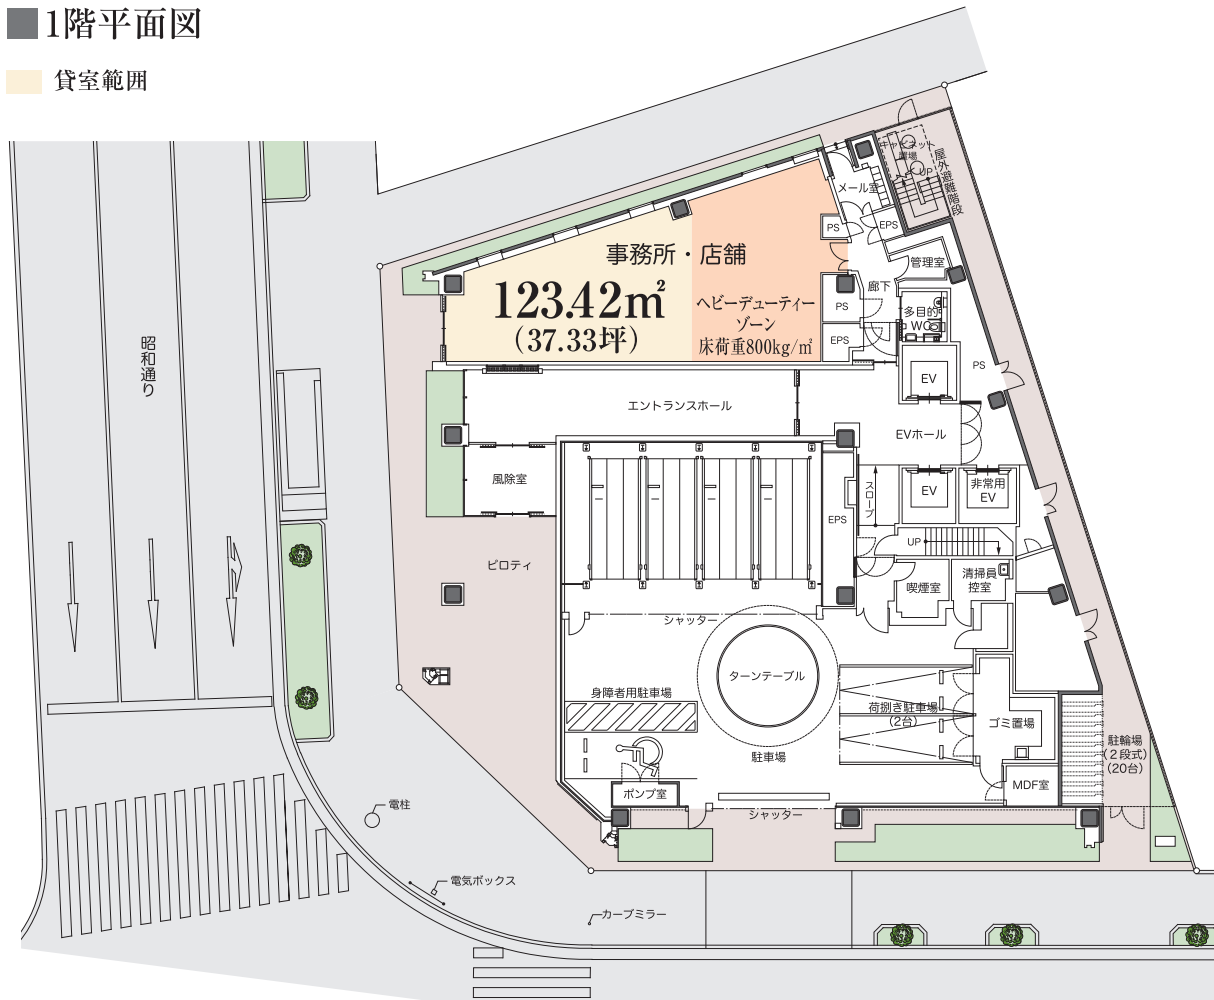 1階平面図
貸室範囲
キャビネット
置場
UP
屋外避難階段
メール室
PS
EPS
事務所・店舗
123.42㎡
(37.33坪)
ヘビーデューティー
ゾーン
床荷重800kg/㎡
管理室
廊下
PS
多目的
WC
EPS
昭和通り
EV
PS
エントランスホール
EVホール
風除室
スロープ
EV
非常用
EV
EPS
UP
ピロティ
喫煙室
清掃員
控室
シャッター
ターンテーブル
身障者用駐車場
荷捌き駐車場
(2台)
ゴミ置場
駐車場
駐輪場
(2段式)
(20台)
ポンプ室
MDF室
電柱
シャッター
電気ボックス
カーブミラー